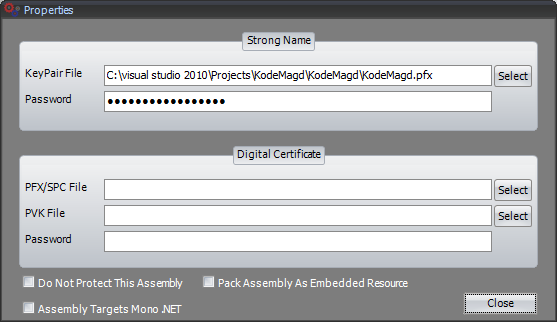 Properties
Strong Name
KeyPair File C:\visual studio 2010\Projects\KodeMagd\KodeMagd\KodeMagd.pfx Select
Password •••••••••••••••••
Digital Certificate
PFX/SPC File Select
PVK File Select
Password
Do Not Protect This Assembly Pack Assembly As Embedded Resource
Assembly Targets Mono .NET Close